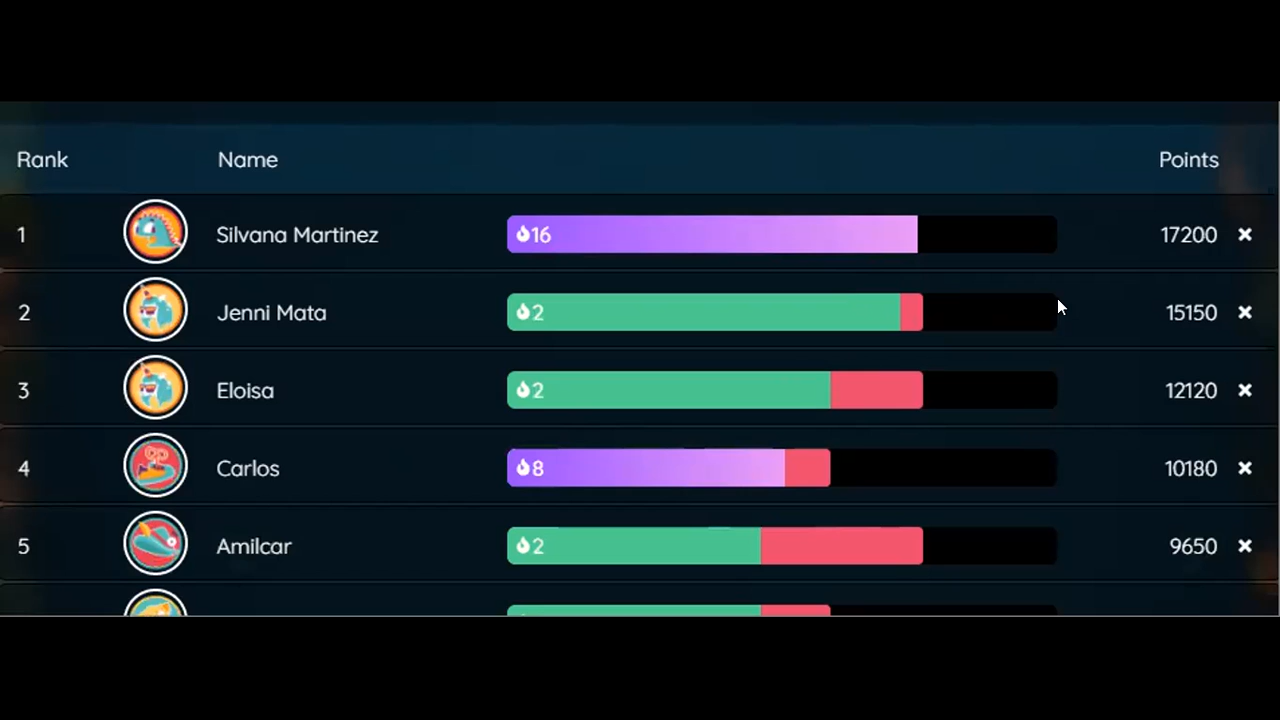 Rank Name Points
1 Silvana Martinez 16 17200
2 Jenni Mata 2 15150
3 Eloisa 2 12120
4 Carlos 8 10180
5 Amilcar 2 9650